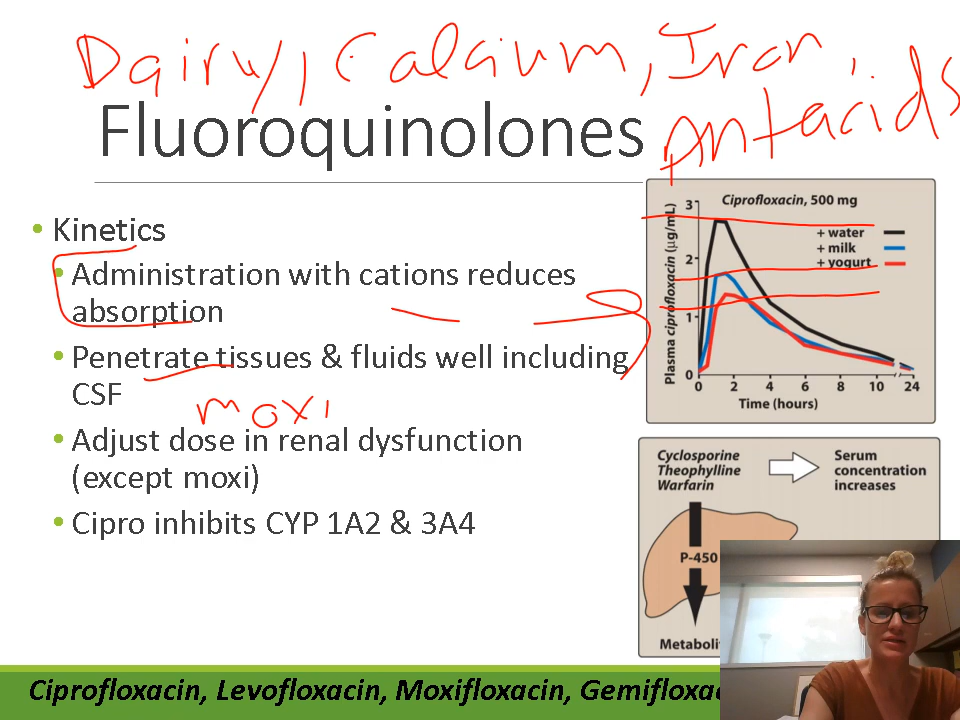 Dairy, Calcium, Iron,
Antacids
Fluoroquinolones
• Kinetics
• Administration with cations reduces
absorption
• Penetrate tissues & fluids well including
CSF
moxi
• Adjust dose in renal dysfunction
(except moxi)
• Cipro inhibits CYP 1A2 & 3A4
Ciprofloxacin, 500 mg
+ water
+ milk
+ yogurt
Plasma ciprofloxacin (μg/mL)
3
2
1
0
0 2 4 6 8 10 24
Time (hours)
Cyclosporine
Theophylline
Warfarin
Serum
concentration
increases
P-450
Metaboli
Ciprofloxacin, Levofloxacin, Moxifloxacin, Gemifloxa